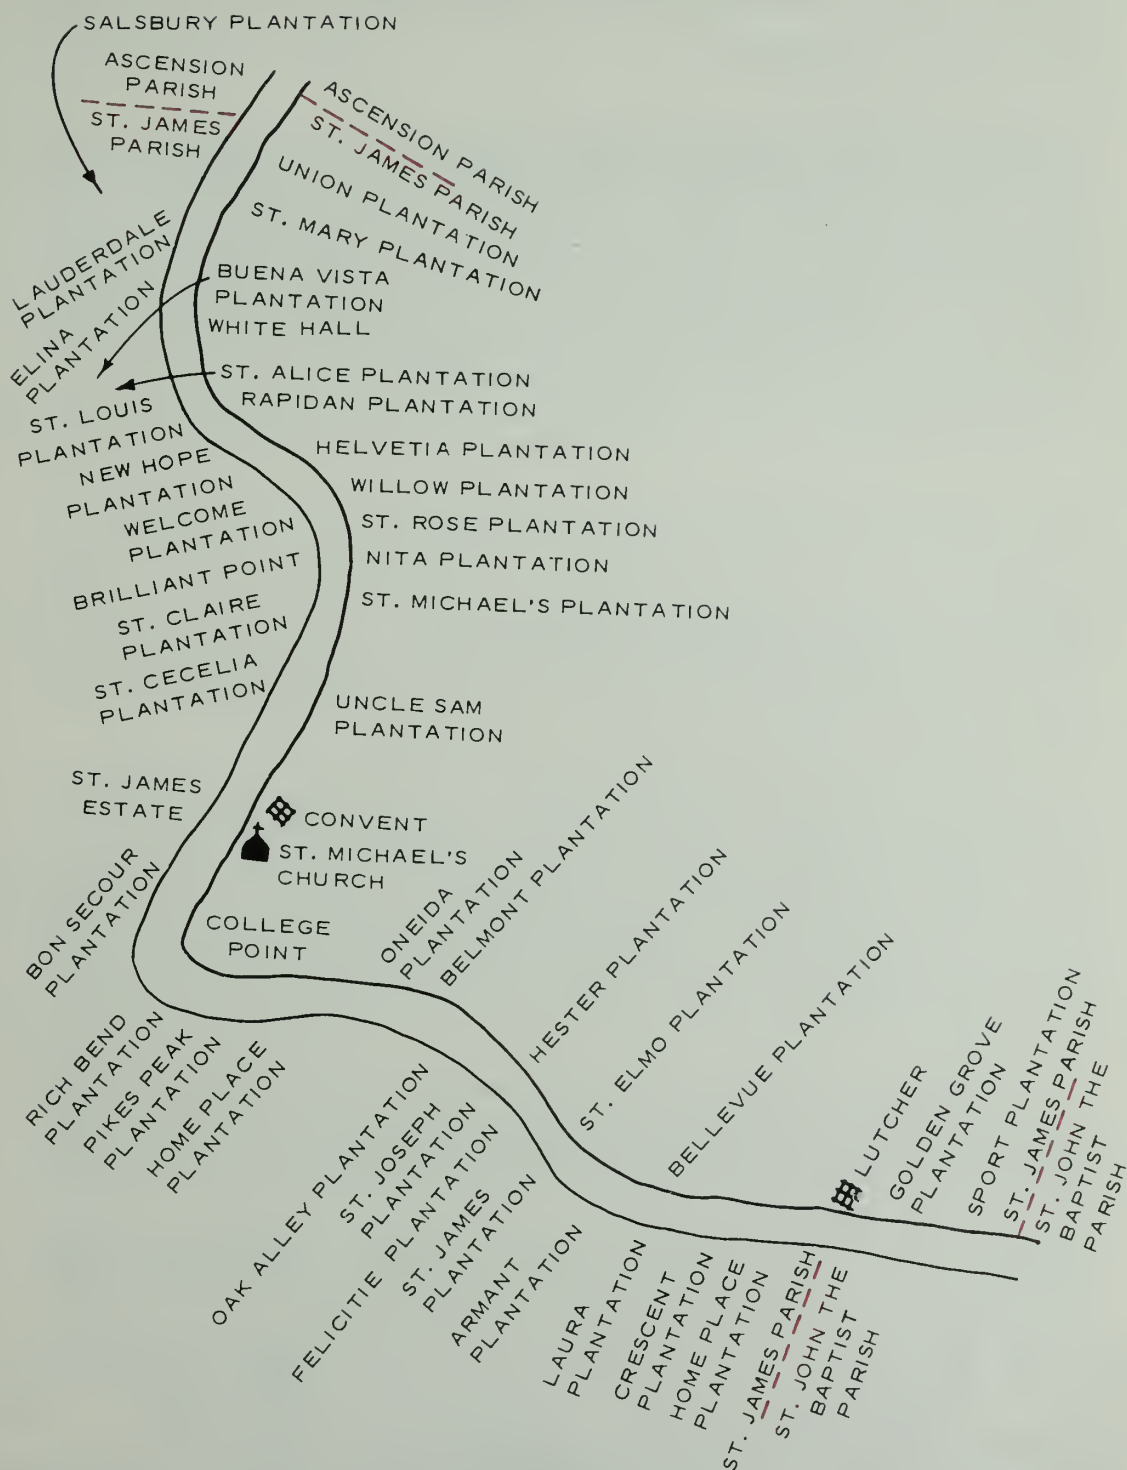 SALSBURY PLANTATION
ASCENSION
PARISH
ST. JAMES
PARISH
ASCENSION PARISH
ST. JAMES PARISH
UNION PLANTATION
ST. MARY PLANTATION
LAUDERDALE
PLANTATION
ELINA
PLANTATION
BUENA VISTA
PLANTATION
WHITE HALL
ST. ALICE PLANTATION
RAPIDAN PLANTATION
ST. LOUIS
PLANTATION
NEW HOPE
PLANTATION
WELCOME
PLANTATION
HELVETIA PLANTATION
WILLOW PLANTATION
ST. ROSE PLANTATION
NITA PLANTATION
ST. MICHAEL'S PLANTATION
BRILLIANT POINT
ST. CLAIRE
PLANTATION
ST. CECELIA
PLANTATION
UNCLE SAM
PLANTATION
ST. JAMES
ESTATE
CONVENT
ST. MICHAEL'S
CHURCH
BON SECOUR
PLANTATION
COLLEGE
POINT
ONEIDA
PLANTATION
BELMONT PLANTATION
HESTER PLANTATION
ST. ELMO PLANTATION
BELLEVUE PLANTATION
LUTCHER
GOLDEN GROVE
PLANTATION
SPORT PLANTATION
ST. JAMES PARISH
ST. JOHN THE
BAPTIST
PARISH
RICH BEND
PLANTATION
PIKES PEAK
PLANTATION
HOME PLACE
PLANTATION
OAK ALLEY PLANTATION
ST. JOSEPH
PLANTATION
FELICITIE PLANTATION
ST. JAMES
PLANTATION
ARMANT
PLANTATION
LAURA
PLANTATION
CRESCENT
PLANTATION
HOME PLACE
PLANTATION
ST. JAMES PARISH
ST. JOHN THE
BAPTIST
PARISH